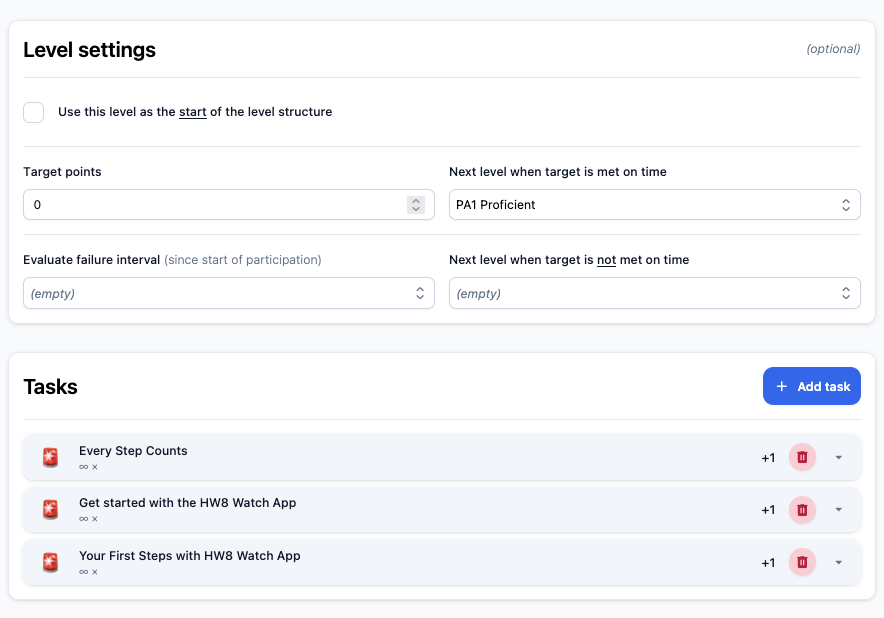 Level settings (optional)
Use this level as the start of the level structure
Target points Next level when target is met on time
0 PA1 Proficient
Evaluate failure interval (since start of participation) Next level when target is not met on time
(empty) (empty)
Tasks + Add task
Every Step Counts
∞ × +1
Get started with the HW8 Watch App
∞ × +1
Your First Steps with HW8 Watch App
∞ × +1